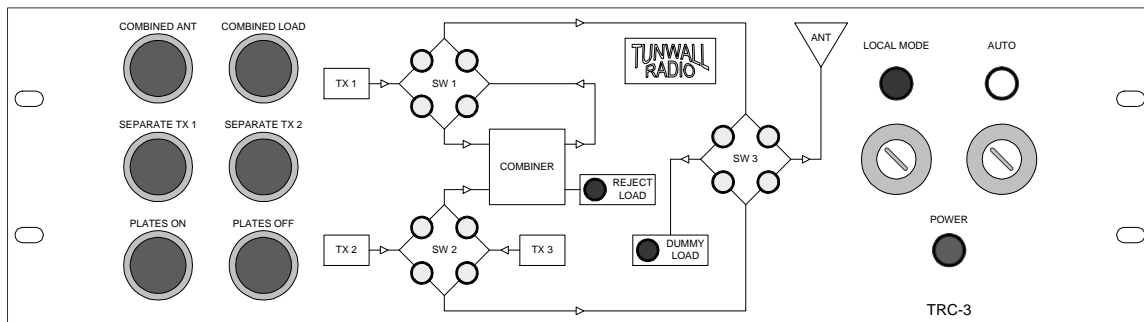 COMBINED ANT
COMBINED LOAD
SEPARATE TX 1
SEPARATE TX 2
PLATES ON
PLATES OFF
TX 1
SW 1
TUNWALL
RADIO
ANT
LOCAL MODE
AUTO
COMBINER
REJECT
LOAD
SW 3
TX 2
SW 2
TX 3
DUMMY
LOAD
POWER
TRC-3